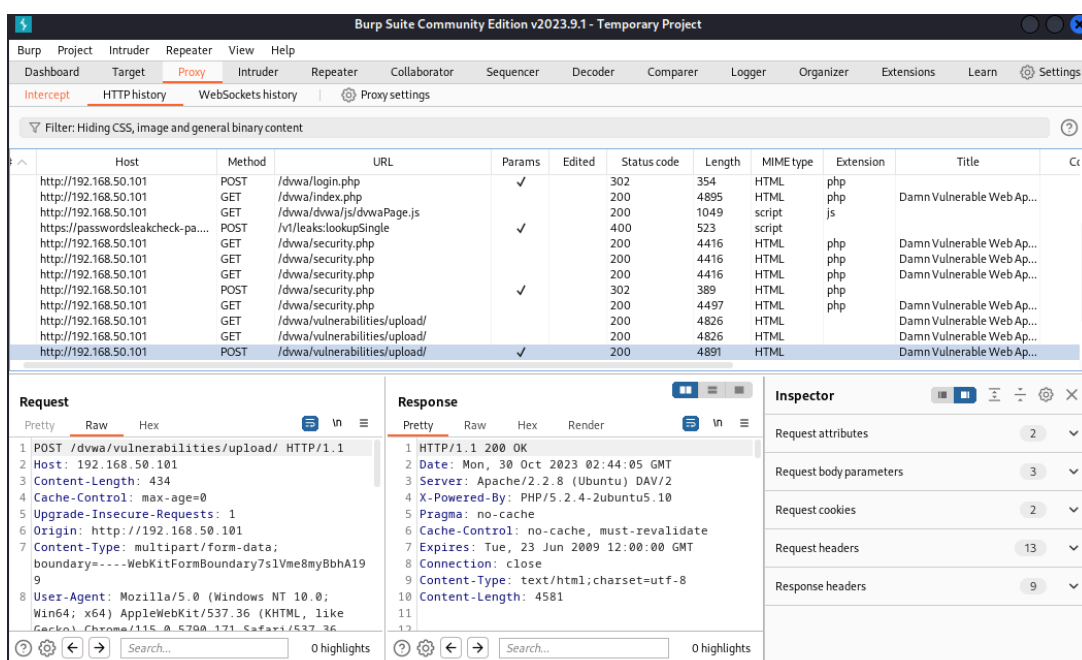 Burp Suite Community Edition v2023.9.1 - Temporary Project
Burp Project Intruder Repeater View Help
Dashboard Target Proxy Intruder Repeater Collaborator Sequencer Decoder Comparer Logger Organizer Extensions Learn Settings
Intercept HTTP history WebSockets history Proxy settings
Filter: Hiding CSS, image and general binary content
Host Method URL Params Edited Status code Length MIME type Extension Title
http://192.168.50.101 POST /dvwa/login.php ✓ 302 354 HTML php
http://192.168.50.101 GET /dvwa/index.php 200 4895 HTML php Damn Vulnerable Web Ap...
http://192.168.50.101 GET /dvwa/dvwa/js/dvwaPage.js 200 1049 script js
https://passwordsleakcheck-pa.... POST /v1/leaks:lookupSingle ✓ 400 523 script
http://192.168.50.101 GET /dvwa/security.php 200 4416 HTML php Damn Vulnerable Web Ap...
http://192.168.50.101 GET /dvwa/security.php 200 4416 HTML php Damn Vulnerable Web Ap...
http://192.168.50.101 GET /dvwa/security.php 200 4416 HTML php Damn Vulnerable Web Ap...
http://192.168.50.101 POST /dvwa/security.php ✓ 302 389 HTML php
http://192.168.50.101 GET /dvwa/security.php 200 4497 HTML php Damn Vulnerable Web Ap...
http://192.168.50.101 GET /dvwa/vulnerabilities/upload/ 200 4826 HTML Damn Vulnerable Web Ap...
http://192.168.50.101 GET /dvwa/vulnerabilities/upload/ 200 4826 HTML Damn Vulnerable Web Ap...
http://192.168.50.101 POST /dvwa/vulnerabilities/upload/ ✓ 200 4891 HTML Damn Vulnerable Web Ap...
Request
Pretty Raw Hex \n
1 POST /dvwa/vulnerabilities/upload/ HTTP/1.1
2 Host: 192.168.50.101
3 Content-Length: 434
4 Cache-Control: max-age=0
5 Upgrade-Insecure-Requests: 1
6 Origin: http://192.168.50.101
7 Content-Type: multipart/form-data;
boundary=----WebKitFormBoundary7slVme8myBbhA19
9
8 User-Agent: Mozilla/5.0 (Windows NT 10.0;
Win64; x64) AppleWebKit/537.36 (KHTML, like
Gecko) Chrome/115.0.5790.171 Safari/537.36
Search... 0 highlights
Response
Pretty Raw Hex Render \n
1 HTTP/1.1 200 OK
2 Date: Mon, 30 Oct 2023 02:44:05 GMT
3 Server: Apache/2.2.8 (Ubuntu) DAV/2
4 X-Powered-By: PHP/5.2.4-2ubuntu5.10
5 Pragma: no-cache
6 Cache-Control: no-cache, must-revalidate
7 Expires: Tue, 23 Jun 2009 12:00:00 GMT
8 Connection: close
9 Content-Type: text/html;charset=utf-8
10 Content-Length: 4581
11
12
Search... 0 highlights
Inspector
Request attributes 2
Request body parameters 3
Request cookies 2
Request headers 13
Response headers 9